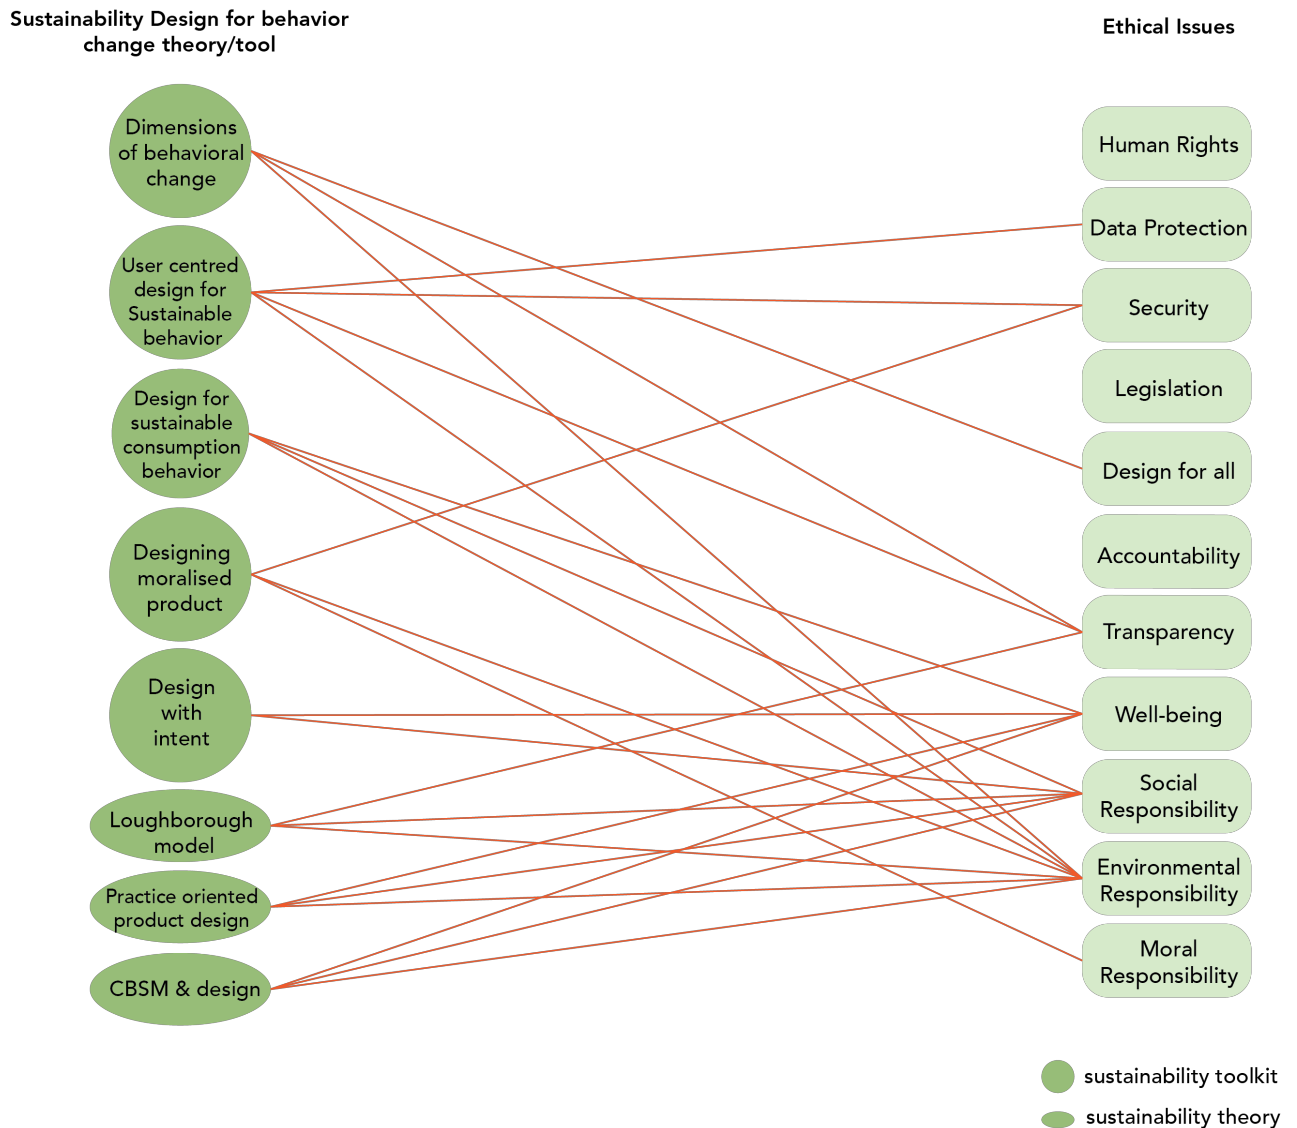 Sustainability Design for behavior
change theory/tool
Ethical Issues
Dimensions
of behavioral
change
User centred
design for
Sustainable
behavior
Design for
sustainable
consumption
behavior
Designing
moralised
product
Design
with
intent
Loughborough
model
Practice oriented
product design
CBSM & design
Human Rights
Data Protection
Security
Legislation
Design for all
Accountability
Transparency
Well-being
Social
Responsibility
Environmental
Responsibility
Moral
Responsibility
sustainability toolkit
sustainability theory